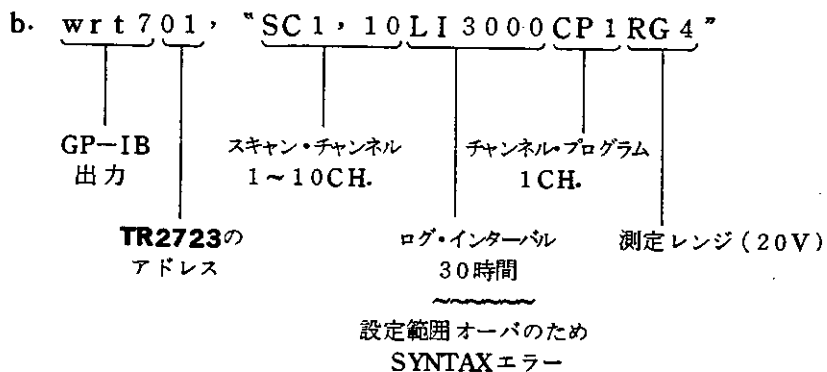 b. wrt701, "SC1, 10LI3000CP1RG4"
GP-IB
出力
スキャン・チャンネル
1~10CH.
チャンネル・プログラム
1CH.
TR2723の
アドレス
ログ・インターバル
30時間
測定レンジ(20V)
設定範囲オーバのため
SYNTAXエラー